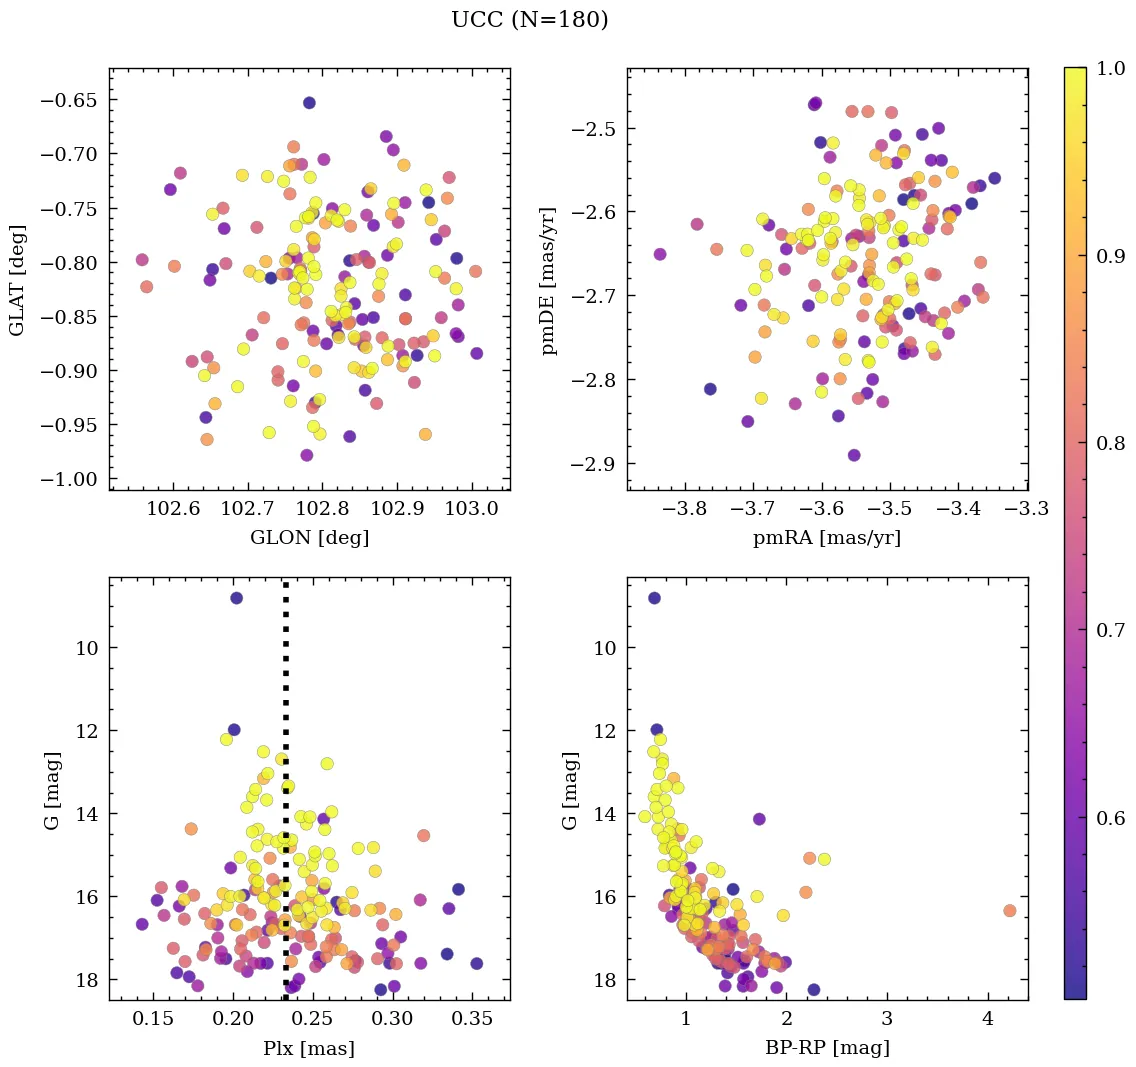 UCC (N=180)
−0.65
−0.70
−0.75
−0.80
−0.85
−0.90
−0.95
−1.00
GLAT [deg]
102.6 102.7 102.8 102.9 103.0
GLON [deg]
−2.5
−2.6
−2.7
−2.8
−2.9
pmDE [mas/yr]
−3.8 −3.7 −3.6 −3.5 −3.4 −3.3
pmRA [mas/yr]
10
12
14
16
18
G [mag]
0.15 0.20 0.25 0.30 0.35
Plx [mas]
10
12
14
16
18
G [mag]
1 2 3 4
BP-RP [mag]
1.0
0.9
0.8
0.7
0.6